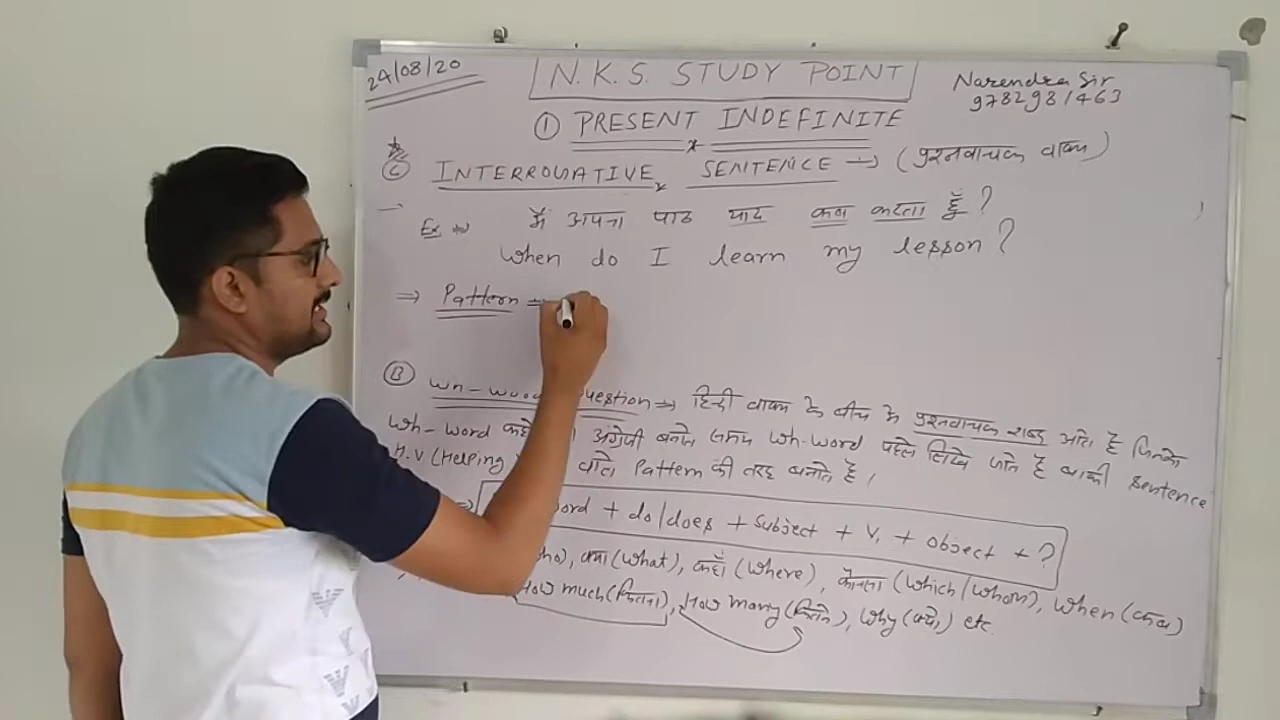 24/08/20
N.K.S. STUDY POINT
Narendra Sir
9782981463
① PRESENT INDEFINITE
C INTERROGATIVE SENTENCE → (प्रश्नवाचक वाक्य)
Ex → मैं अपना पाठ याद कब करता हूँ?
When do I learn my lesson?
⇒ Pattern ⇒
Ⓑ Wh-word question ⇒ हिन्दी वाक्य के बीच में प्रश्नवाचक शब्द आते है जिनको
Wh-word कहते अंग्रेजी बनाते समय Wh-word पहले लिखे जाते है बाकी sentence
H.V (Helping वाले Pattern की तरह बनाते है।
ord + do/does + Subject + V₁ + Object + ?
ho), क्या (What), कहाँ (Where), कौनसा (Which/Whom), When (कब)
How much (कितना), How many (कितने), Why (क्यों) etc.